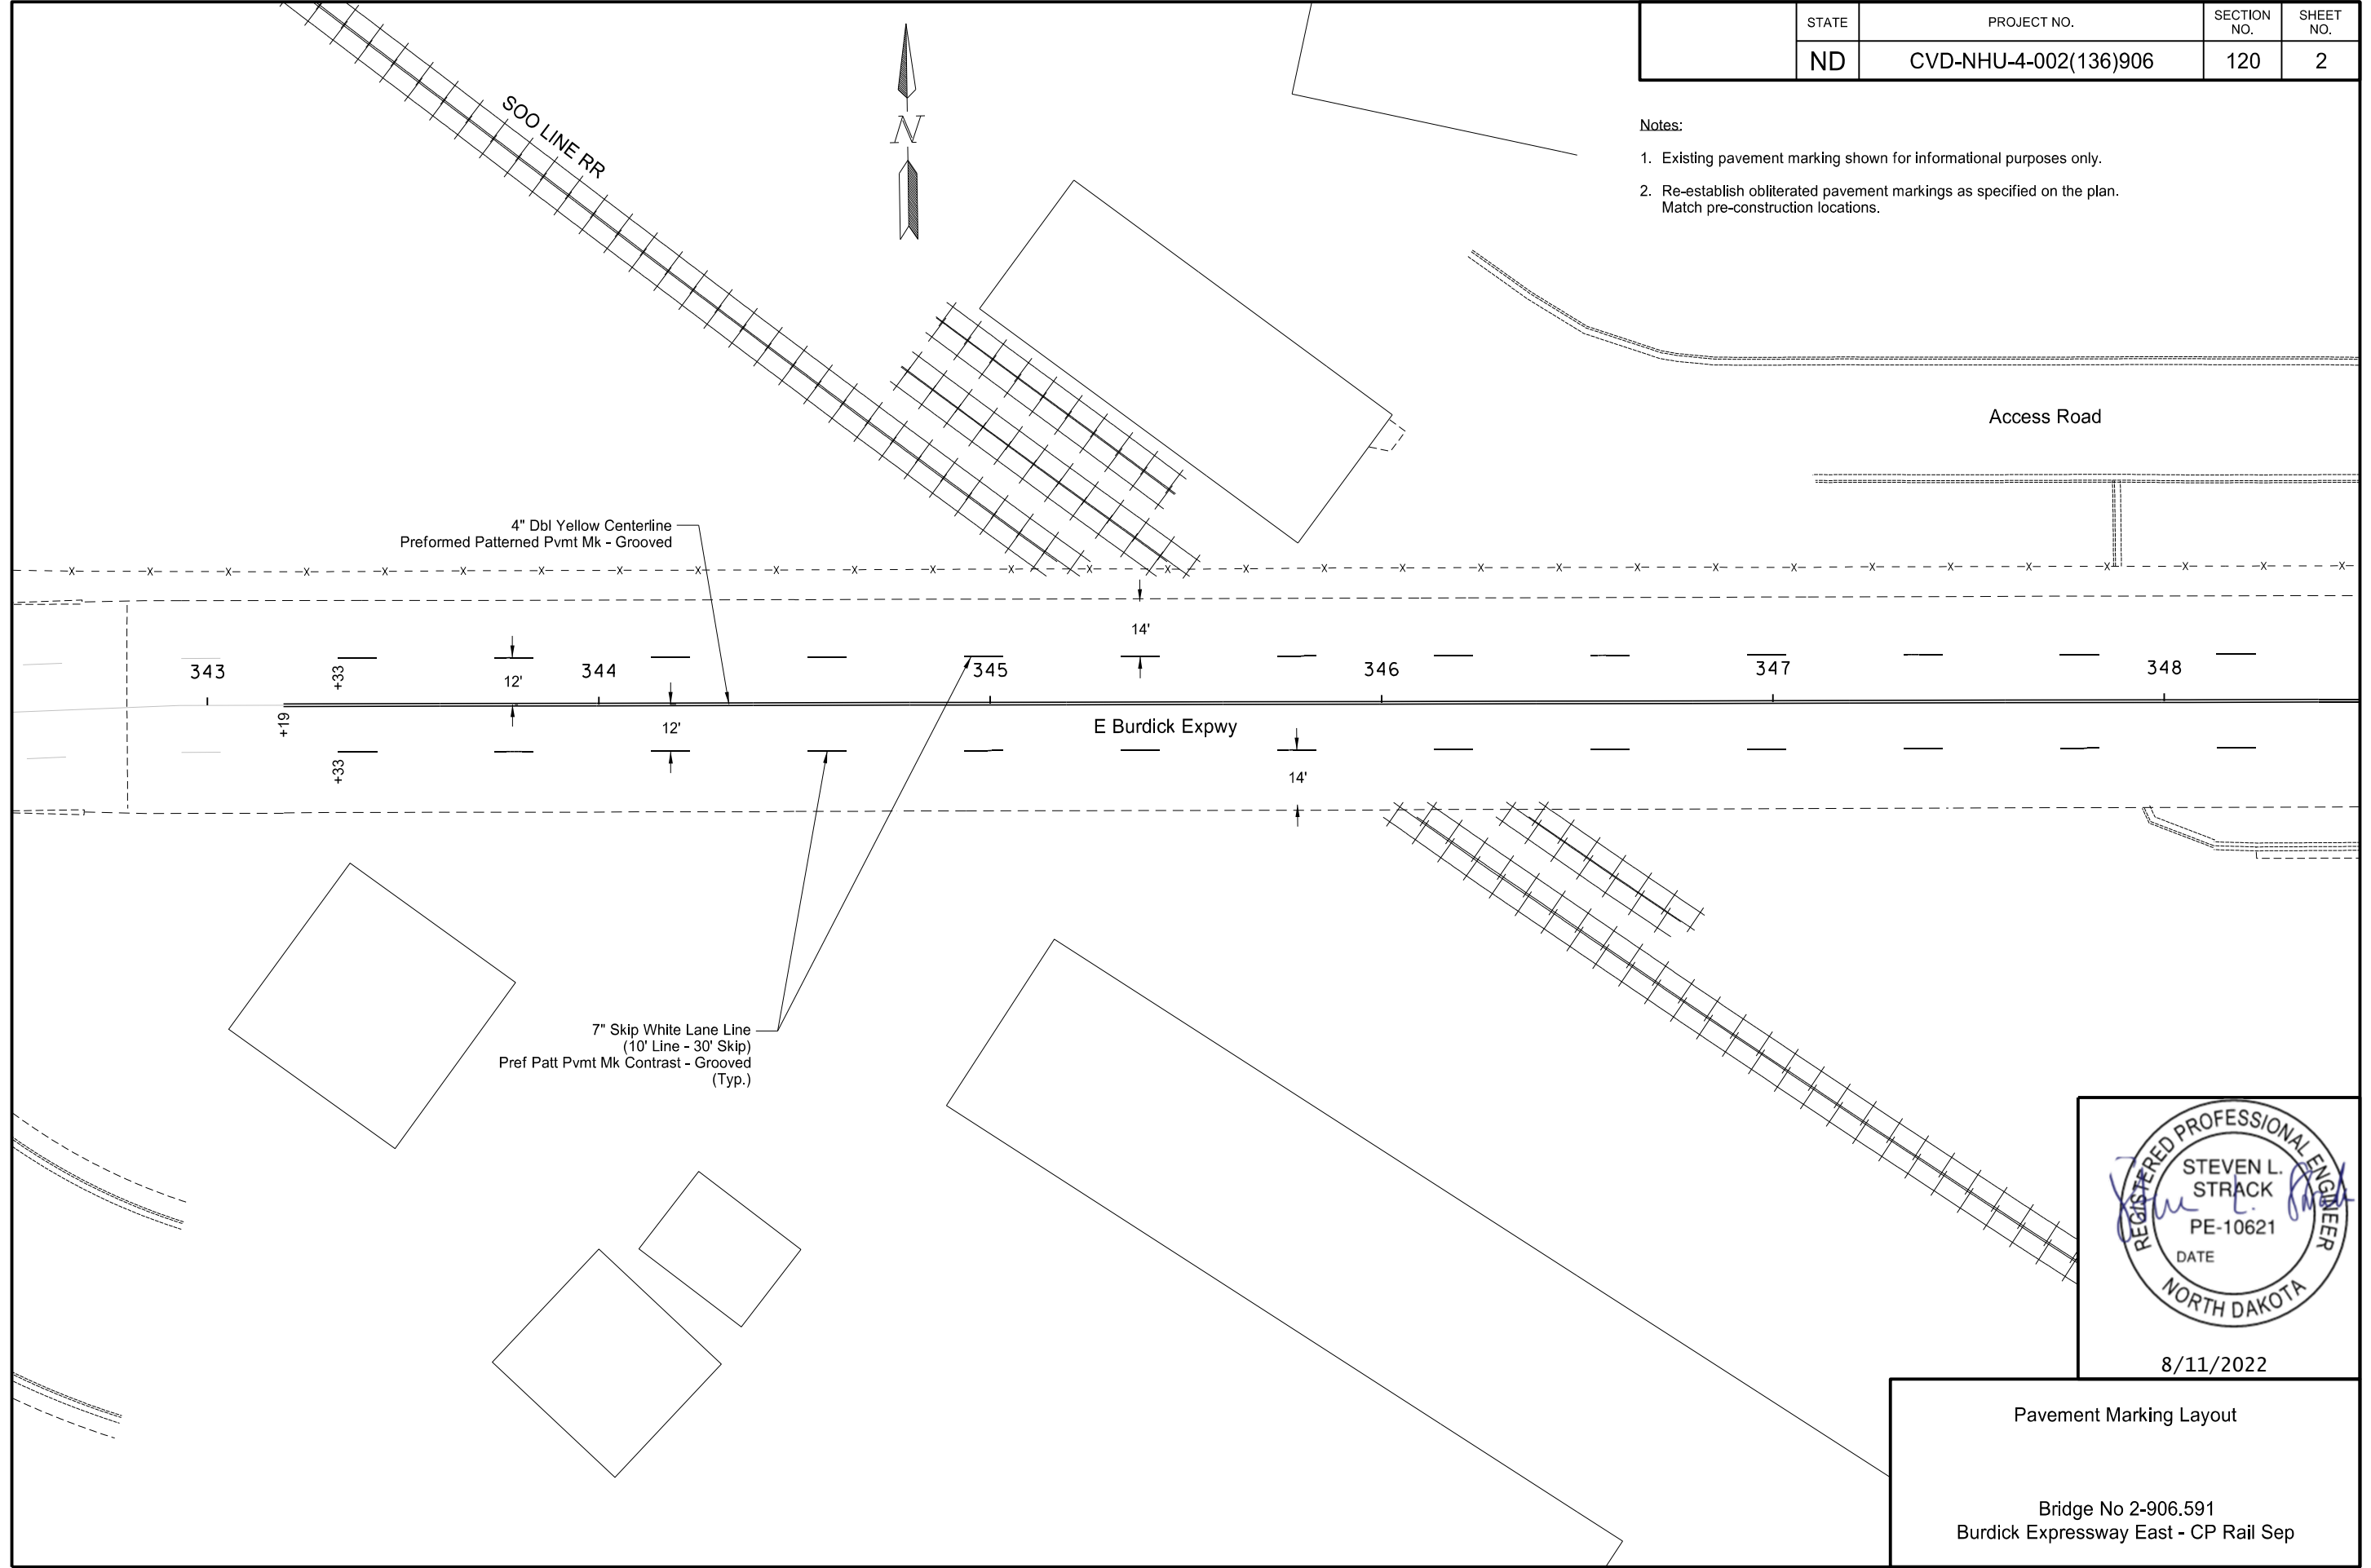 STATE
PROJECT NO.
SECTION
NO.
SHEET
NO.
ND
CVD-NHU-4-002(136)906
120
2
Notes:
1. Existing pavement marking shown for informational purposes only.
2. Re-establish obliterated pavement markings as specified on the plan.
Match pre-construction locations.
SOO LINE RR
N
Access Road
4" Dbl Yellow Centerline
Preformed Patterned Pvmt Mk - Grooved
14'
343
+33
12'
344
345
346
347
348
+19
12'
E Burdick Expwy
+33
14'
7" Skip White Lane Line
(10' Line - 30' Skip)
Pref Patt Pvmt Mk Contrast - Grooved
(Typ.)
REGISTERED PROFESSIONAL ENGINEER
STEVEN L.
STRACK
PE-10621
DATE
NORTH DAKOTA
8/11/2022
Pavement Marking Layout
Bridge No 2-906.591
Burdick Expressway East - CP Rail Sep